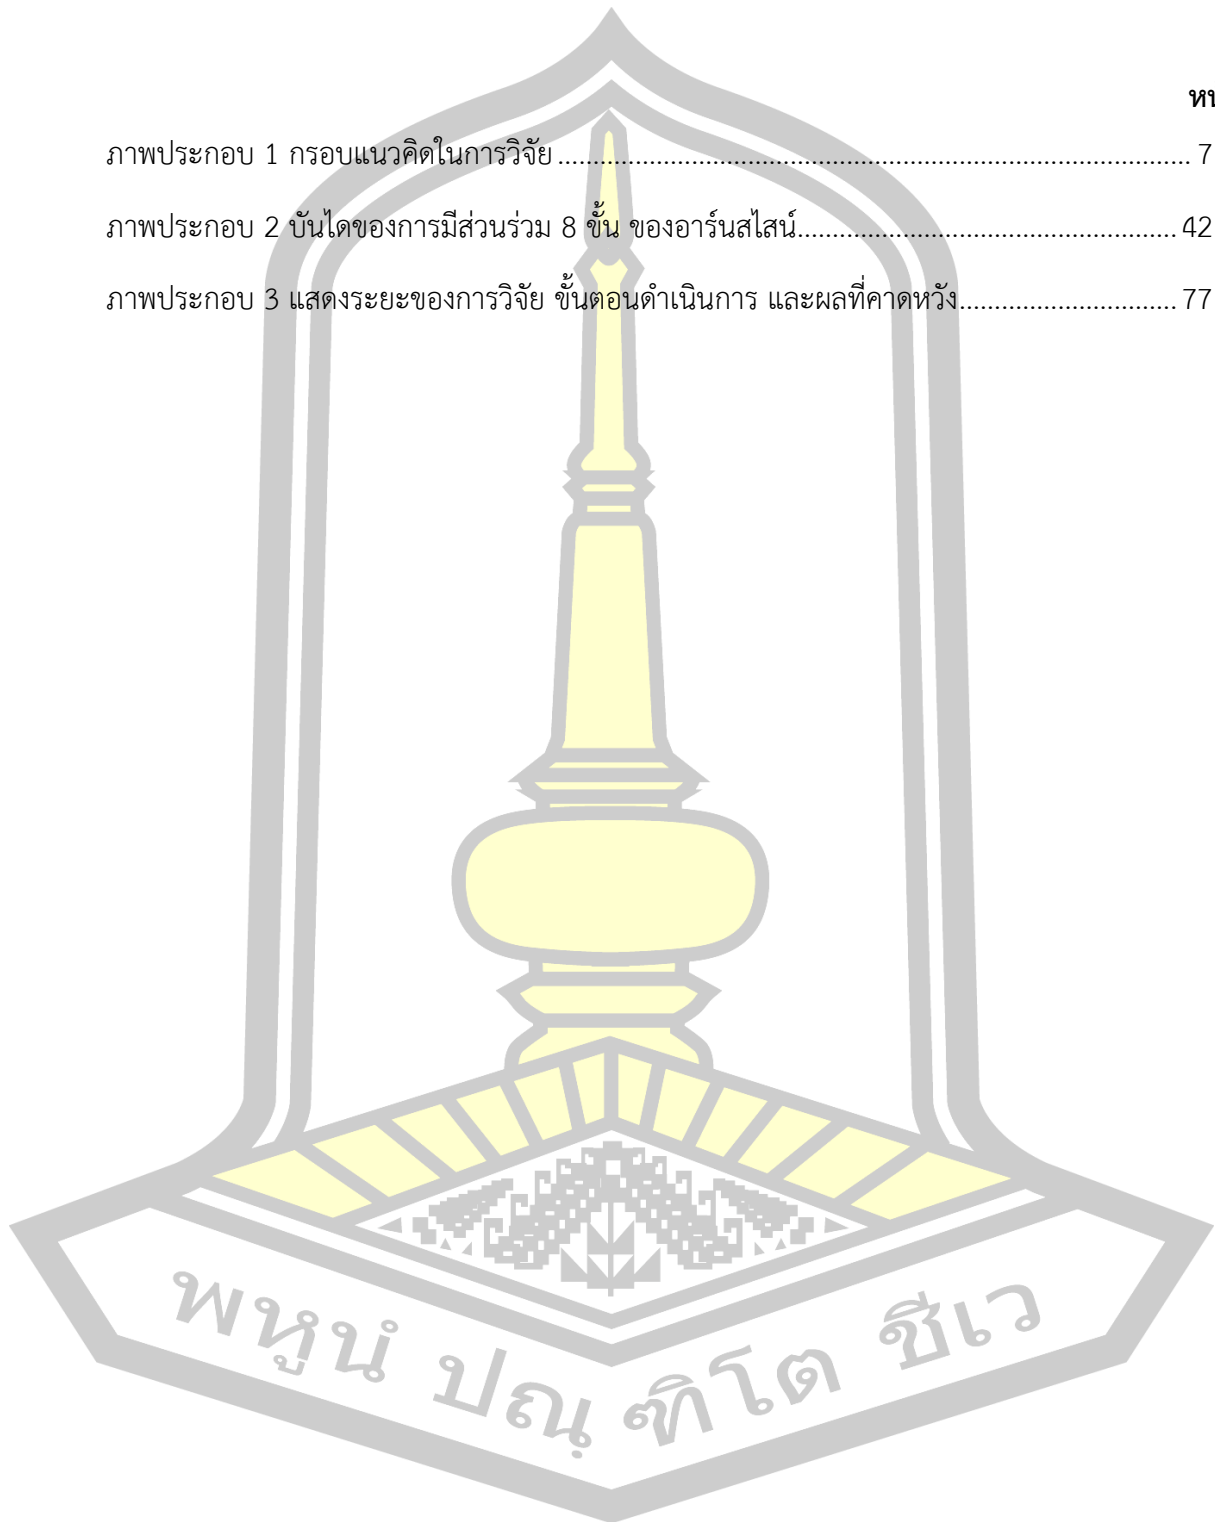 ภาพประกอบ 1 กรอบแนวคิดในการวิจัย ........................................................................................... 7
ภาพประกอบ 2 บันไดของการมีส่วนร่วม 8 ขั้น ของอาร์นสไสน์...................................................... 42
ภาพประกอบ 3 แสดงระยะของการวิจัย ขั้นตอนดำเนินการ และผลที่คาดหวัง............................... 77
พหูนํ ปณฺฑิโต ชีเว